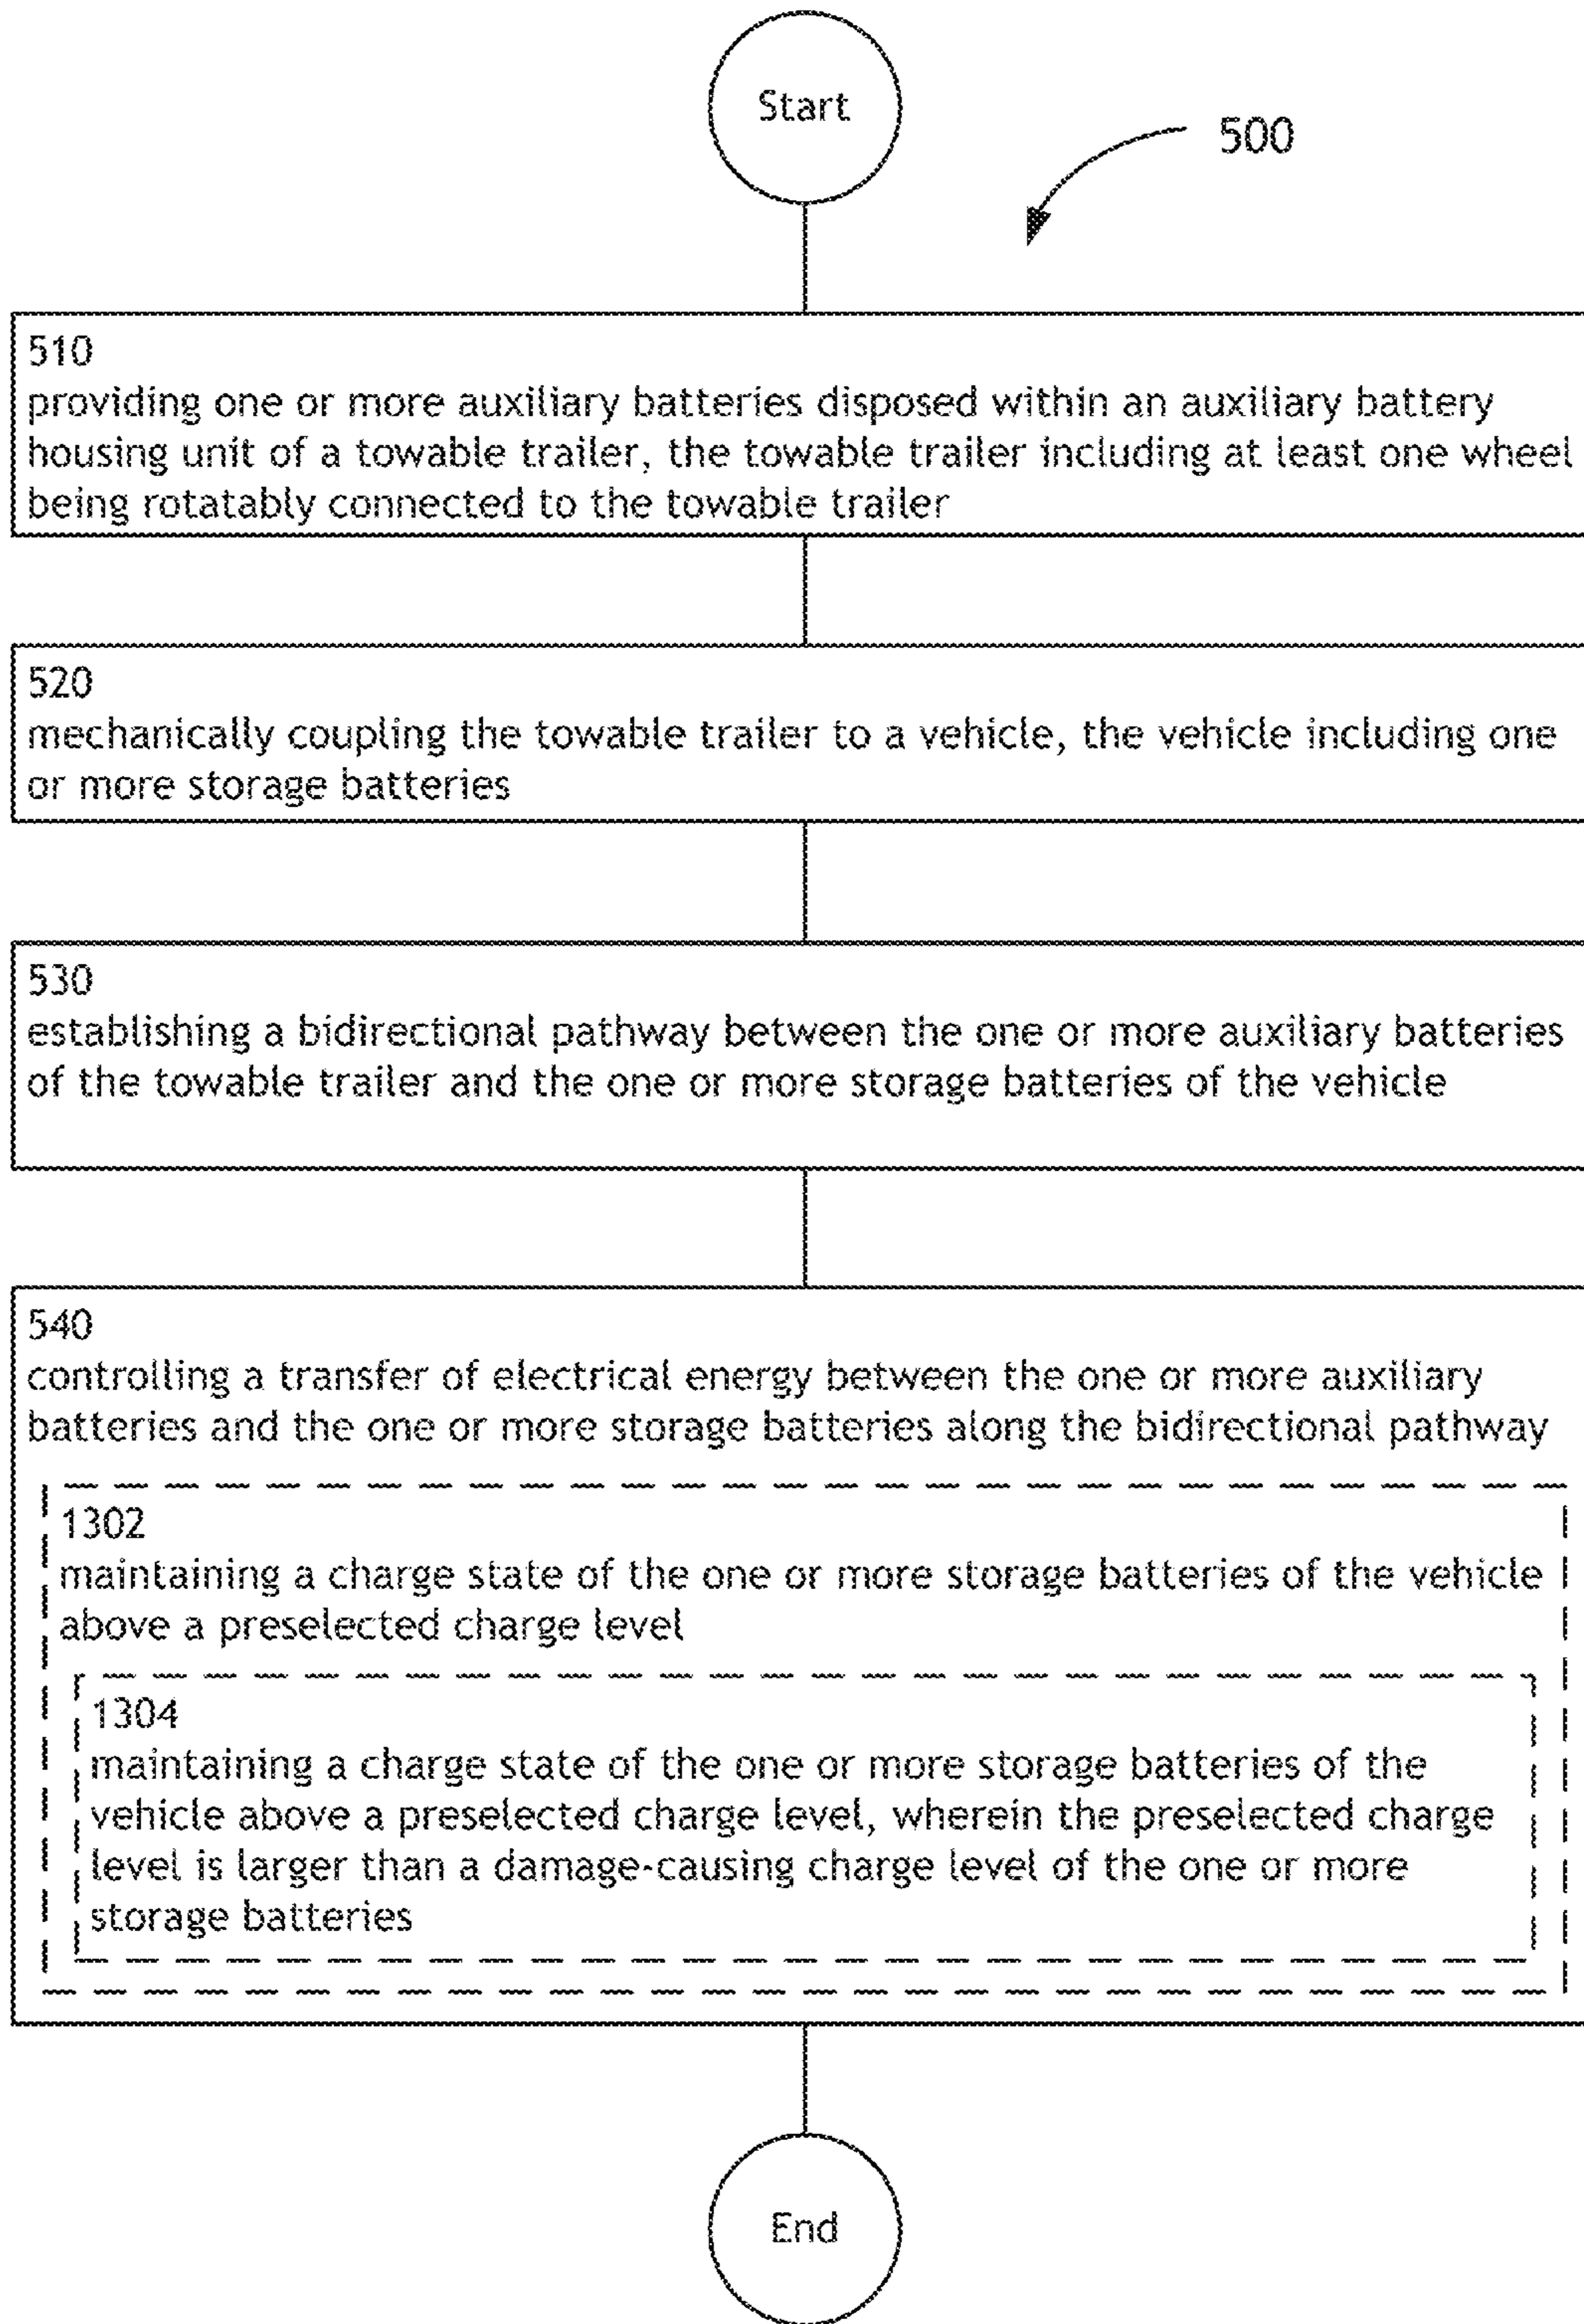 Start
500
510
providing one or more auxiliary batteries disposed within an auxiliary battery
housing unit of a towable trailer, the towable trailer including at least one wheel
being rotatably connected to the towable trailer
520
mechanically coupling the towable trailer to a vehicle, the vehicle including one
or more storage batteries
530
establishing a bidirectional pathway between the one or more auxiliary batteries
of the towable trailer and the one or more storage batteries of the vehicle
540
controlling a transfer of electrical energy between the one or more auxiliary
batteries and the one or more storage batteries along the bidirectional pathway
1302
maintaining a charge state of the one or more storage batteries of the vehicle
above a preselected charge level
1304
maintaining a charge state of the one or more storage batteries of the
vehicle above a preselected charge level, wherein the preselected charge
level is larger than a damage-causing charge level of the one or more
storage batteries
End